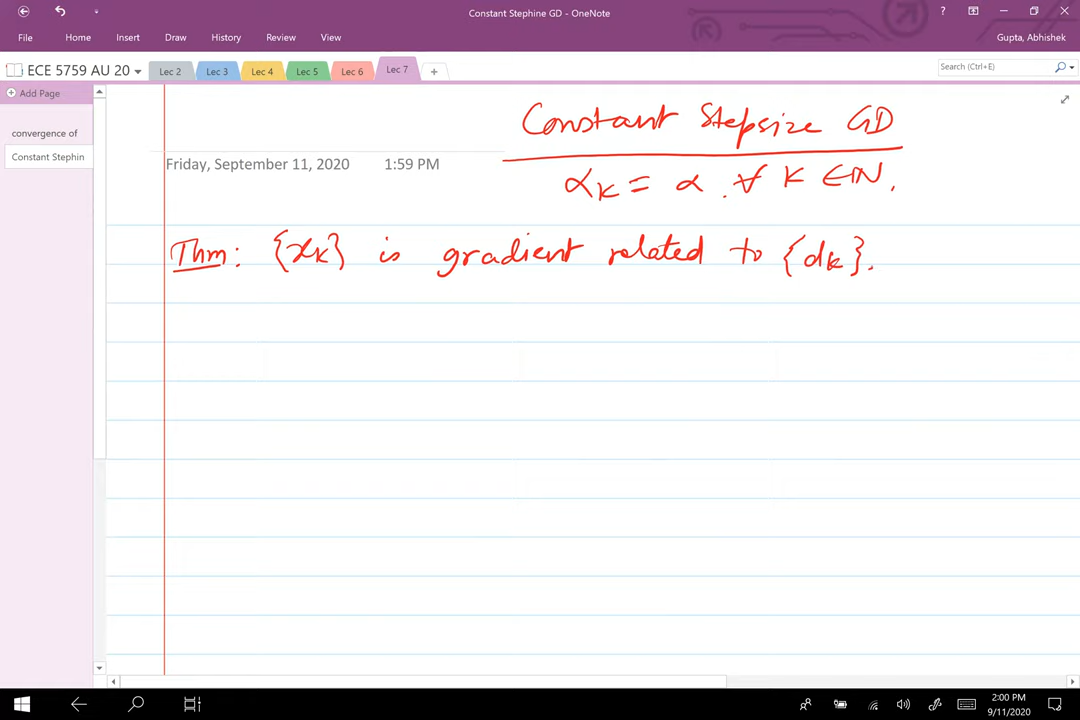 Constant Stephine GD - OneNote
File Home Insert Draw History Review View
Gupta, Abhishek
ECE 5759 AU 20
Lec 2 Lec 3 Lec 4 Lec 5 Lec 6 Lec 7
Search (Ctrl+E)
Add Page
convergence of
Constant Stephin
Constant Stepsize GD
Friday, September 11, 2020 1:59 PM
αₖ = α . ∀ k ∈ ℕ.
Thm: {xₖ} is gradient related to {dₖ}.
2:00 PM
9/11/2020